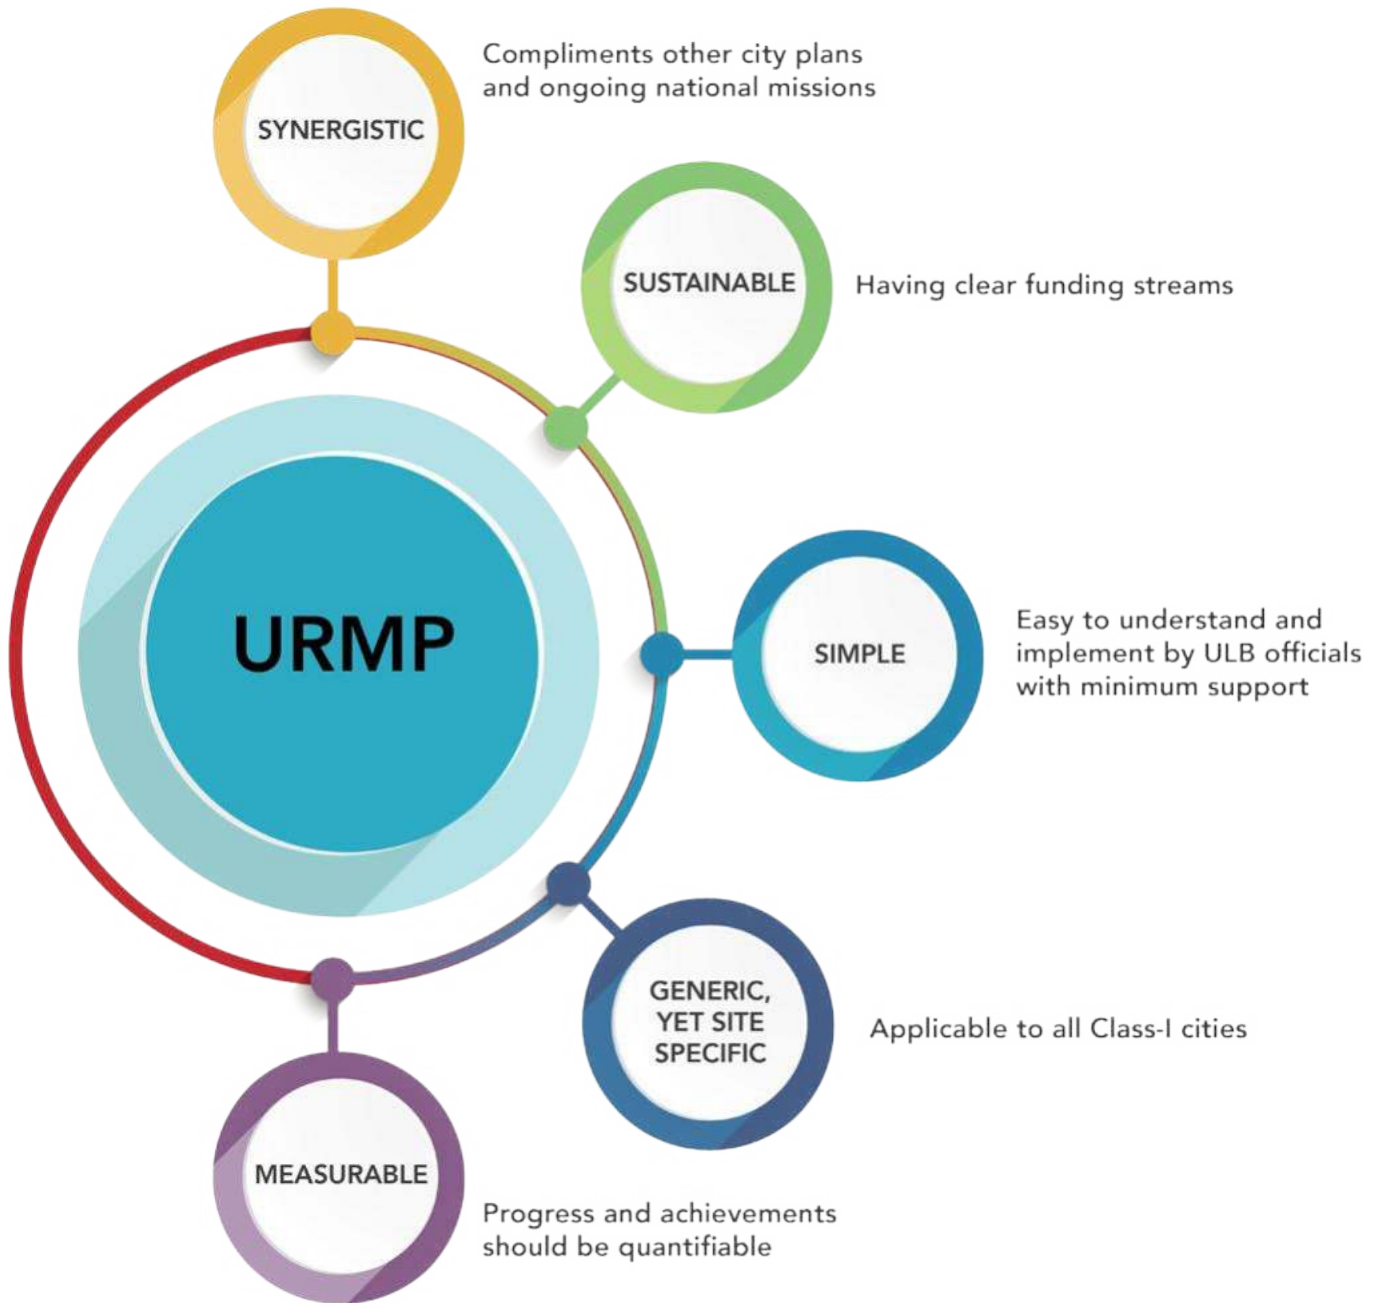 Compliments other city plans
and ongoing national missions
SYNERGISTIC
SUSTAINABLE
Having clear funding streams
URMP
SIMPLE
Easy to understand and
implement by ULB officials
with minimum support
GENERIC,
YET SITE
SPECIFIC
Applicable to all Class-I cities
MEASURABLE
Progress and achievements
should be quantifiable